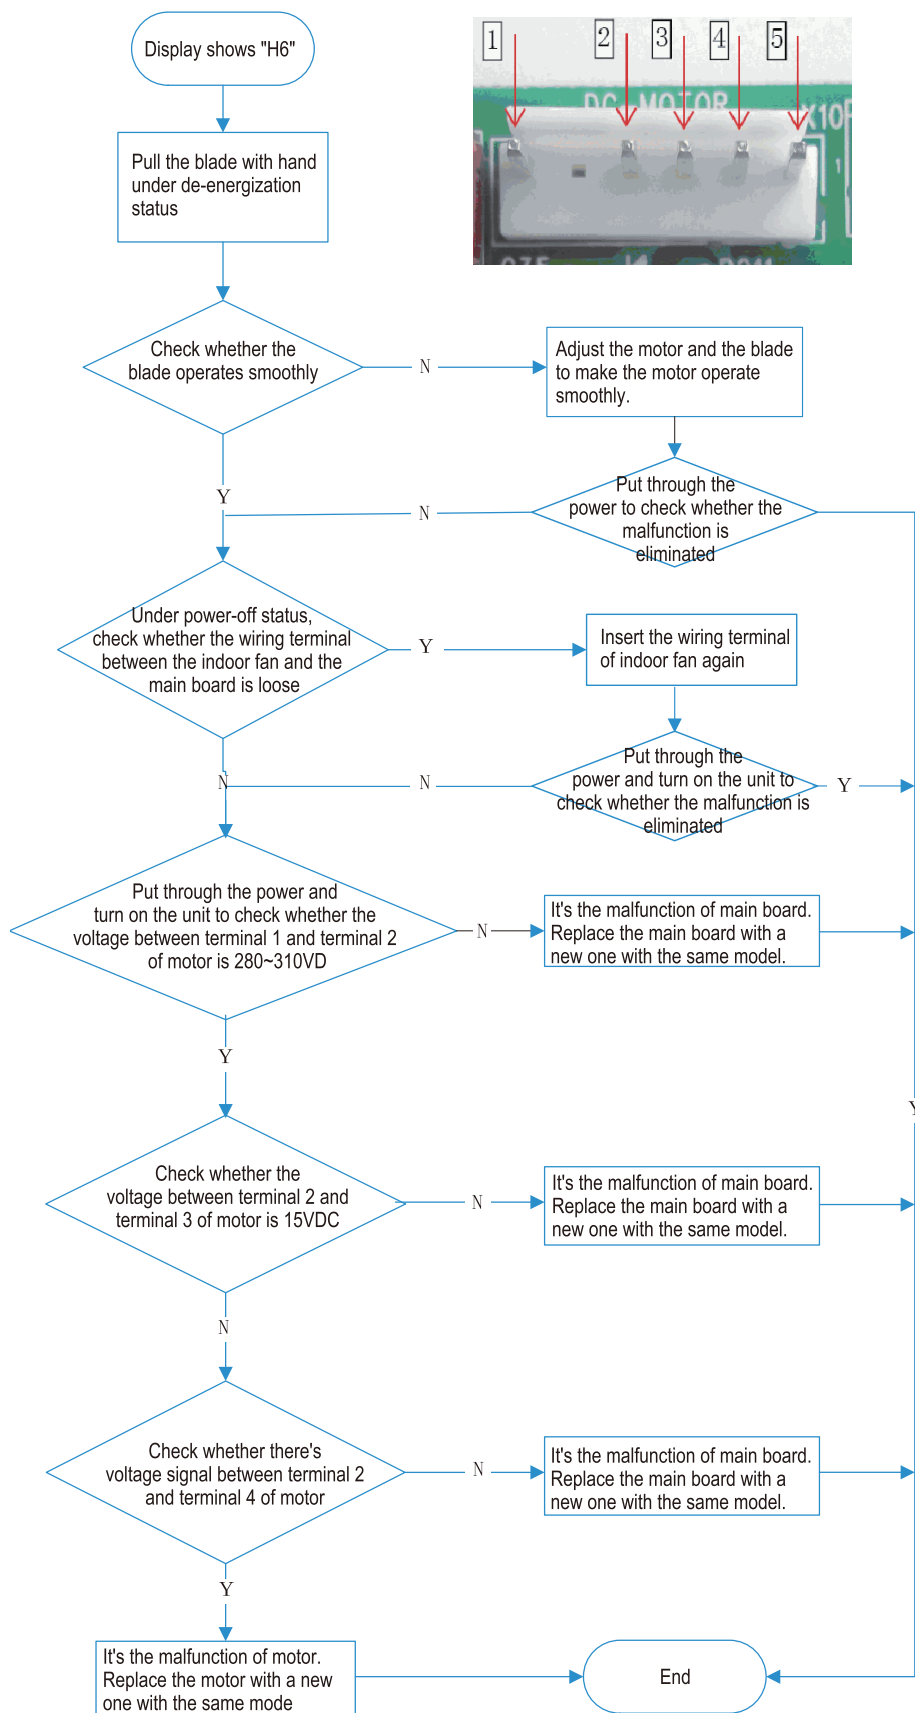 Display shows "H6"
1
2
3
4
5
DC MOTOR
X10
1
Pull the blade with hand
under de-energization
status
Check whether the
blade operates smoothly
N
Adjust the motor and the blade
to make the motor operate
smoothly.
Y
N
Put through the
power to check whether the
malfunction is
eliminated
Under power-off status,
check whether the wiring terminal
between the indoor fan and the
main board is loose
Y
Insert the wiring terminal
of indoor fan again
N
N
Put through the
power and turn on the unit to
check whether the malfunction is
eliminated
Y
Put through the power and
turn on the unit to check whether the
voltage between terminal 1 and terminal 2
of motor is 280~310VD
N
It's the malfunction of main board.
Replace the main board with a
new one with the same model.
Y
Y
Check whether the
voltage between terminal 2 and
terminal 3 of motor is 15VDC
N
It's the malfunction of main board.
Replace the main board with a
new one with the same model.
N
Check whether there's
voltage signal between terminal 2
and terminal 4 of motor
N
It's the malfunction of main board.
Replace the main board with a
new one with the same model.
Y
It's the malfunction of motor.
Replace the motor with a new
one with the same mode
End